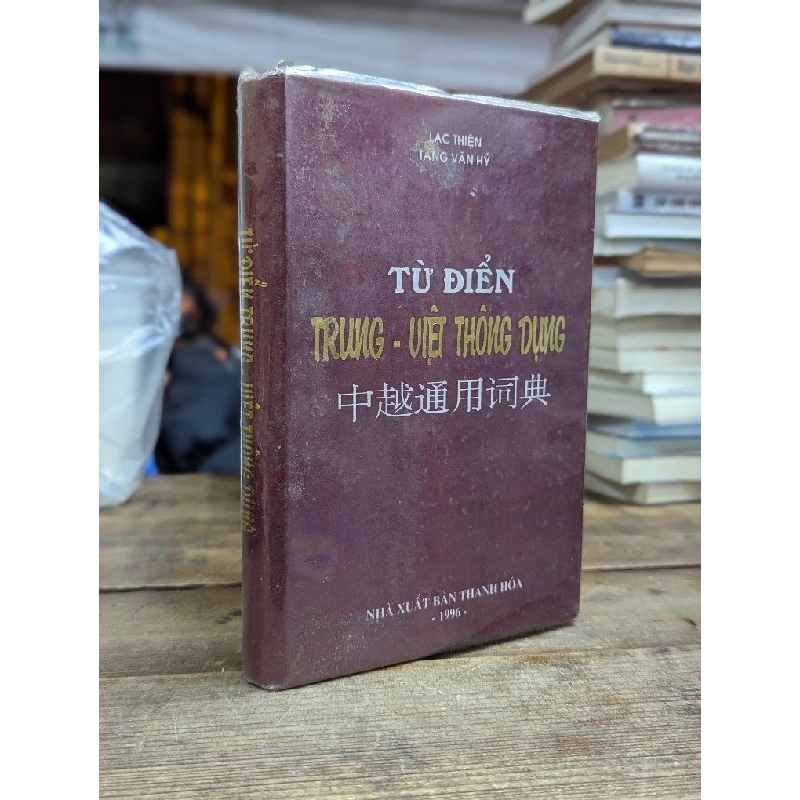 LẠC THIỆN
TĂNG VĂN HỶ
TỪ ĐIỂN
TRUNG - VIỆT THÔNG DỤNG
中越通用词典
NHÀ XUẤT BẢN THANH HÓA
- 1996 -
TỪ ĐIỂN TRUNG - VIỆT THÔNG DỤNG